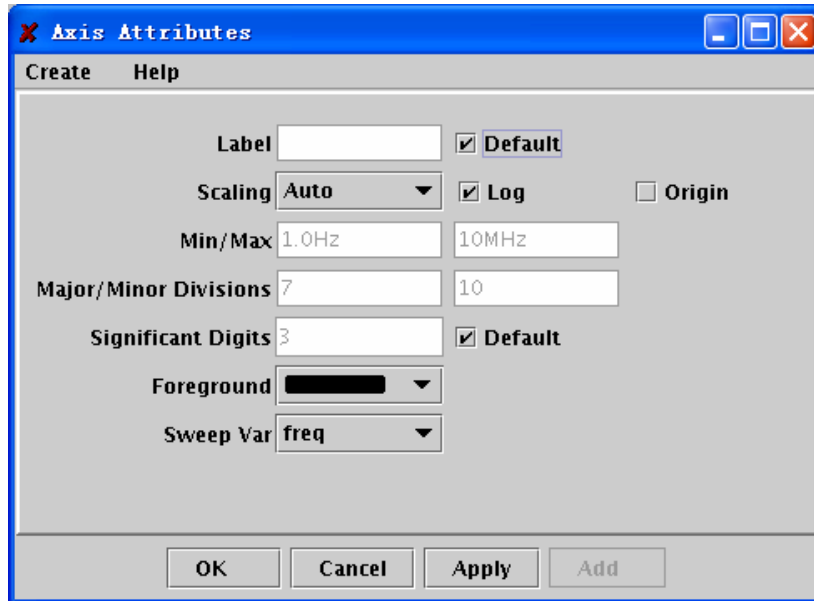 Axis Attributes
Create Help
Label Default
Scaling Auto Log Origin
Min/Max 1.0Hz 10MHz
Major/Minor Divisions 7 10
Significant Digits 3 Default
Foreground
Sweep Var freq
OK Cancel Apply Add